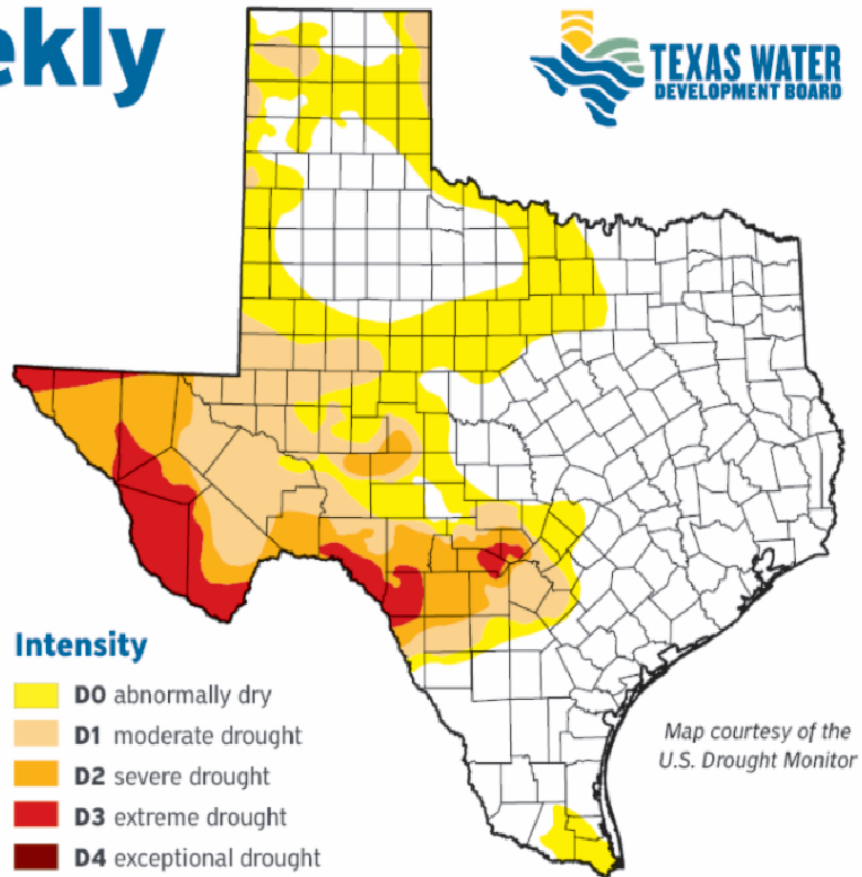 ekly
TEXAS WATER
DEVELOPMENT BOARD
Intensity
D0 abnormally dry
D1 moderate drought
D2 severe drought
D3 extreme drought
D4 exceptional drought
Map courtesy of the
U.S. Drought Monitor